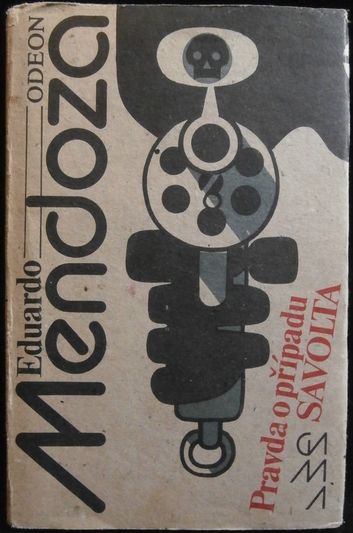 Eduardo
ODEON
Mendoza
Pravda o případu
SAVOLTA